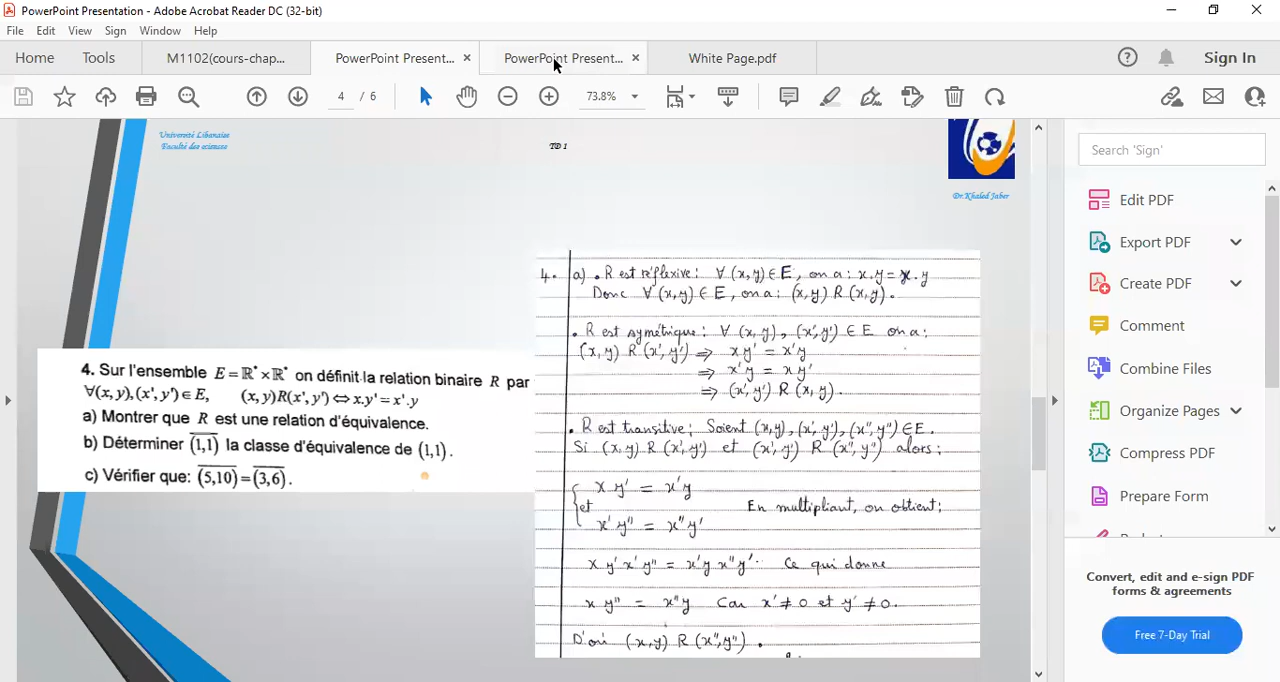 PowerPoint Presentation - Adobe Acrobat Reader DC (32-bit)
File Edit View Sign Window Help
Home Tools M1102(cours-chap... PowerPoint Present... PowerPoint Present... White Page.pdf Sign In
4 / 6 73.8%
Université Libanaise
Faculté des sciences
TD 1
Dr.Khaled Jaber
4. Sur l'ensemble E = ℝ* × ℝ* on définit la relation binaire R par
∀(x, y), (x', y') ∈ E, (x, y)R(x', y') ⇔ x.y' = x'.y
a) Montrer que R est une relation d'équivalence.
b) Déterminer \overline{(1,1)} la classe d'équivalence de (1,1).
c) Vérifier que: \overline{(5,10)} = \overline{(3,6)}.
4. a) . R est réflexive: ∀ (x,y) ∈ E, on a: x.y = x.y
Donc ∀ (x,y) ∈ E, on a: (x,y) R (x,y).
. R est symétrique: ∀ (x,y), (x',y') ∈ E on a:
(x,y) R (x',y') ⇒ xy' = x'y
⇒ x'y = xy'
⇒ (x',y') R (x,y).
. R est transitive: Soient (x,y), (x',y'), (x'',y'') ∈ E.
Si (x,y) R (x',y') et (x',y') R (x'',y'') alors:
{ x y' = x'y
et En multipliant, on obtient:
x'y'' = x''y'
x y' x' y'' = x'y x''y' . Ce qui donne
x y'' = x''y Car x' ≠ 0 et y' ≠ 0.
D'où (x,y) R (x'',y'').
Search 'Sign'
Edit PDF
Export PDF
Create PDF
Comment
Combine Files
Organize Pages
Compress PDF
Prepare Form
Convert, edit and e-sign PDF
forms & agreements
Free 7-Day Trial